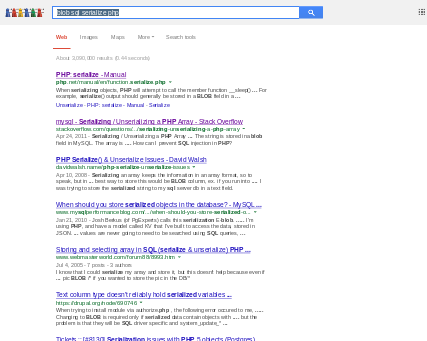 blob sql serialize php
Web Images Maps More Search tools
About 3,090,000 results (0.44 seconds)
PHP: serialize - Manual
php.net/manual/en/function.serialize.php
When serializing objects, PHP will attempt to call the member function __sleep() ... For
example, serialize() output should generally be stored in a BLOB field in a ...
Unserialize - PHP: serialize - Manual - Serialize
mysql - Serializing / Unserializing a PHP Array - Stack Overflow
stackoverflow.com/questions/.../serializing-unserializing-a-php-array
Apr 24, 2011 - Serializing / Unserializing a PHP Array ... The string is stored in a blob
field in MySQL. The array is ..... How can I prevent SQL injection in PHP?
PHP Serialize() & Unserialize Issues - David Walsh
davidwalsh.name/php-serialize-unserialize-issues
Apr 10, 2008 - Serializing an array keeps the information in an array format, so to
speak, but in ... best way to store this would be BLOB column, ex. if you run into .... I
was trying to store the serialized string to my sql server db in a text field.
When should you store serialized objects in the database? - MySQL ...
www.mysqlperformanceblog.com/.../when-should-you-store-serialized-o...
Jan 21, 2010 - Josh Berkus (of PgExperts) calls this serialization E-blob. ..... I'm
using PHP, and have a model called KV that I've built to access the data, stored in
JSON. ... values are never going to need to be searched using SQL queries, ...
Storing and selecting array in SQL (serialize & unserialize) PHP ...
www.webmasterworld.com/forum88/8993.htm
Jul 4, 2005 - 7 posts - 3 authors
I know that I could serialize my array and store it, but this doesn't help because even if
... pic BLOB /* if you wanted to store the pic in the DB*/
Text column type doesn't reliably hold serialized variables ...
https://drupal.org/node/690746
When trying to install module via authorize.php , the following error occured to me, .....
Changing to BLOB is required only if serialized data contain objects with .... but the
problem is that they will be SQL driver specific and system_update_* ...
Tickets :: [#8130] Serialization issues with PHP 5 objects (Postgres)